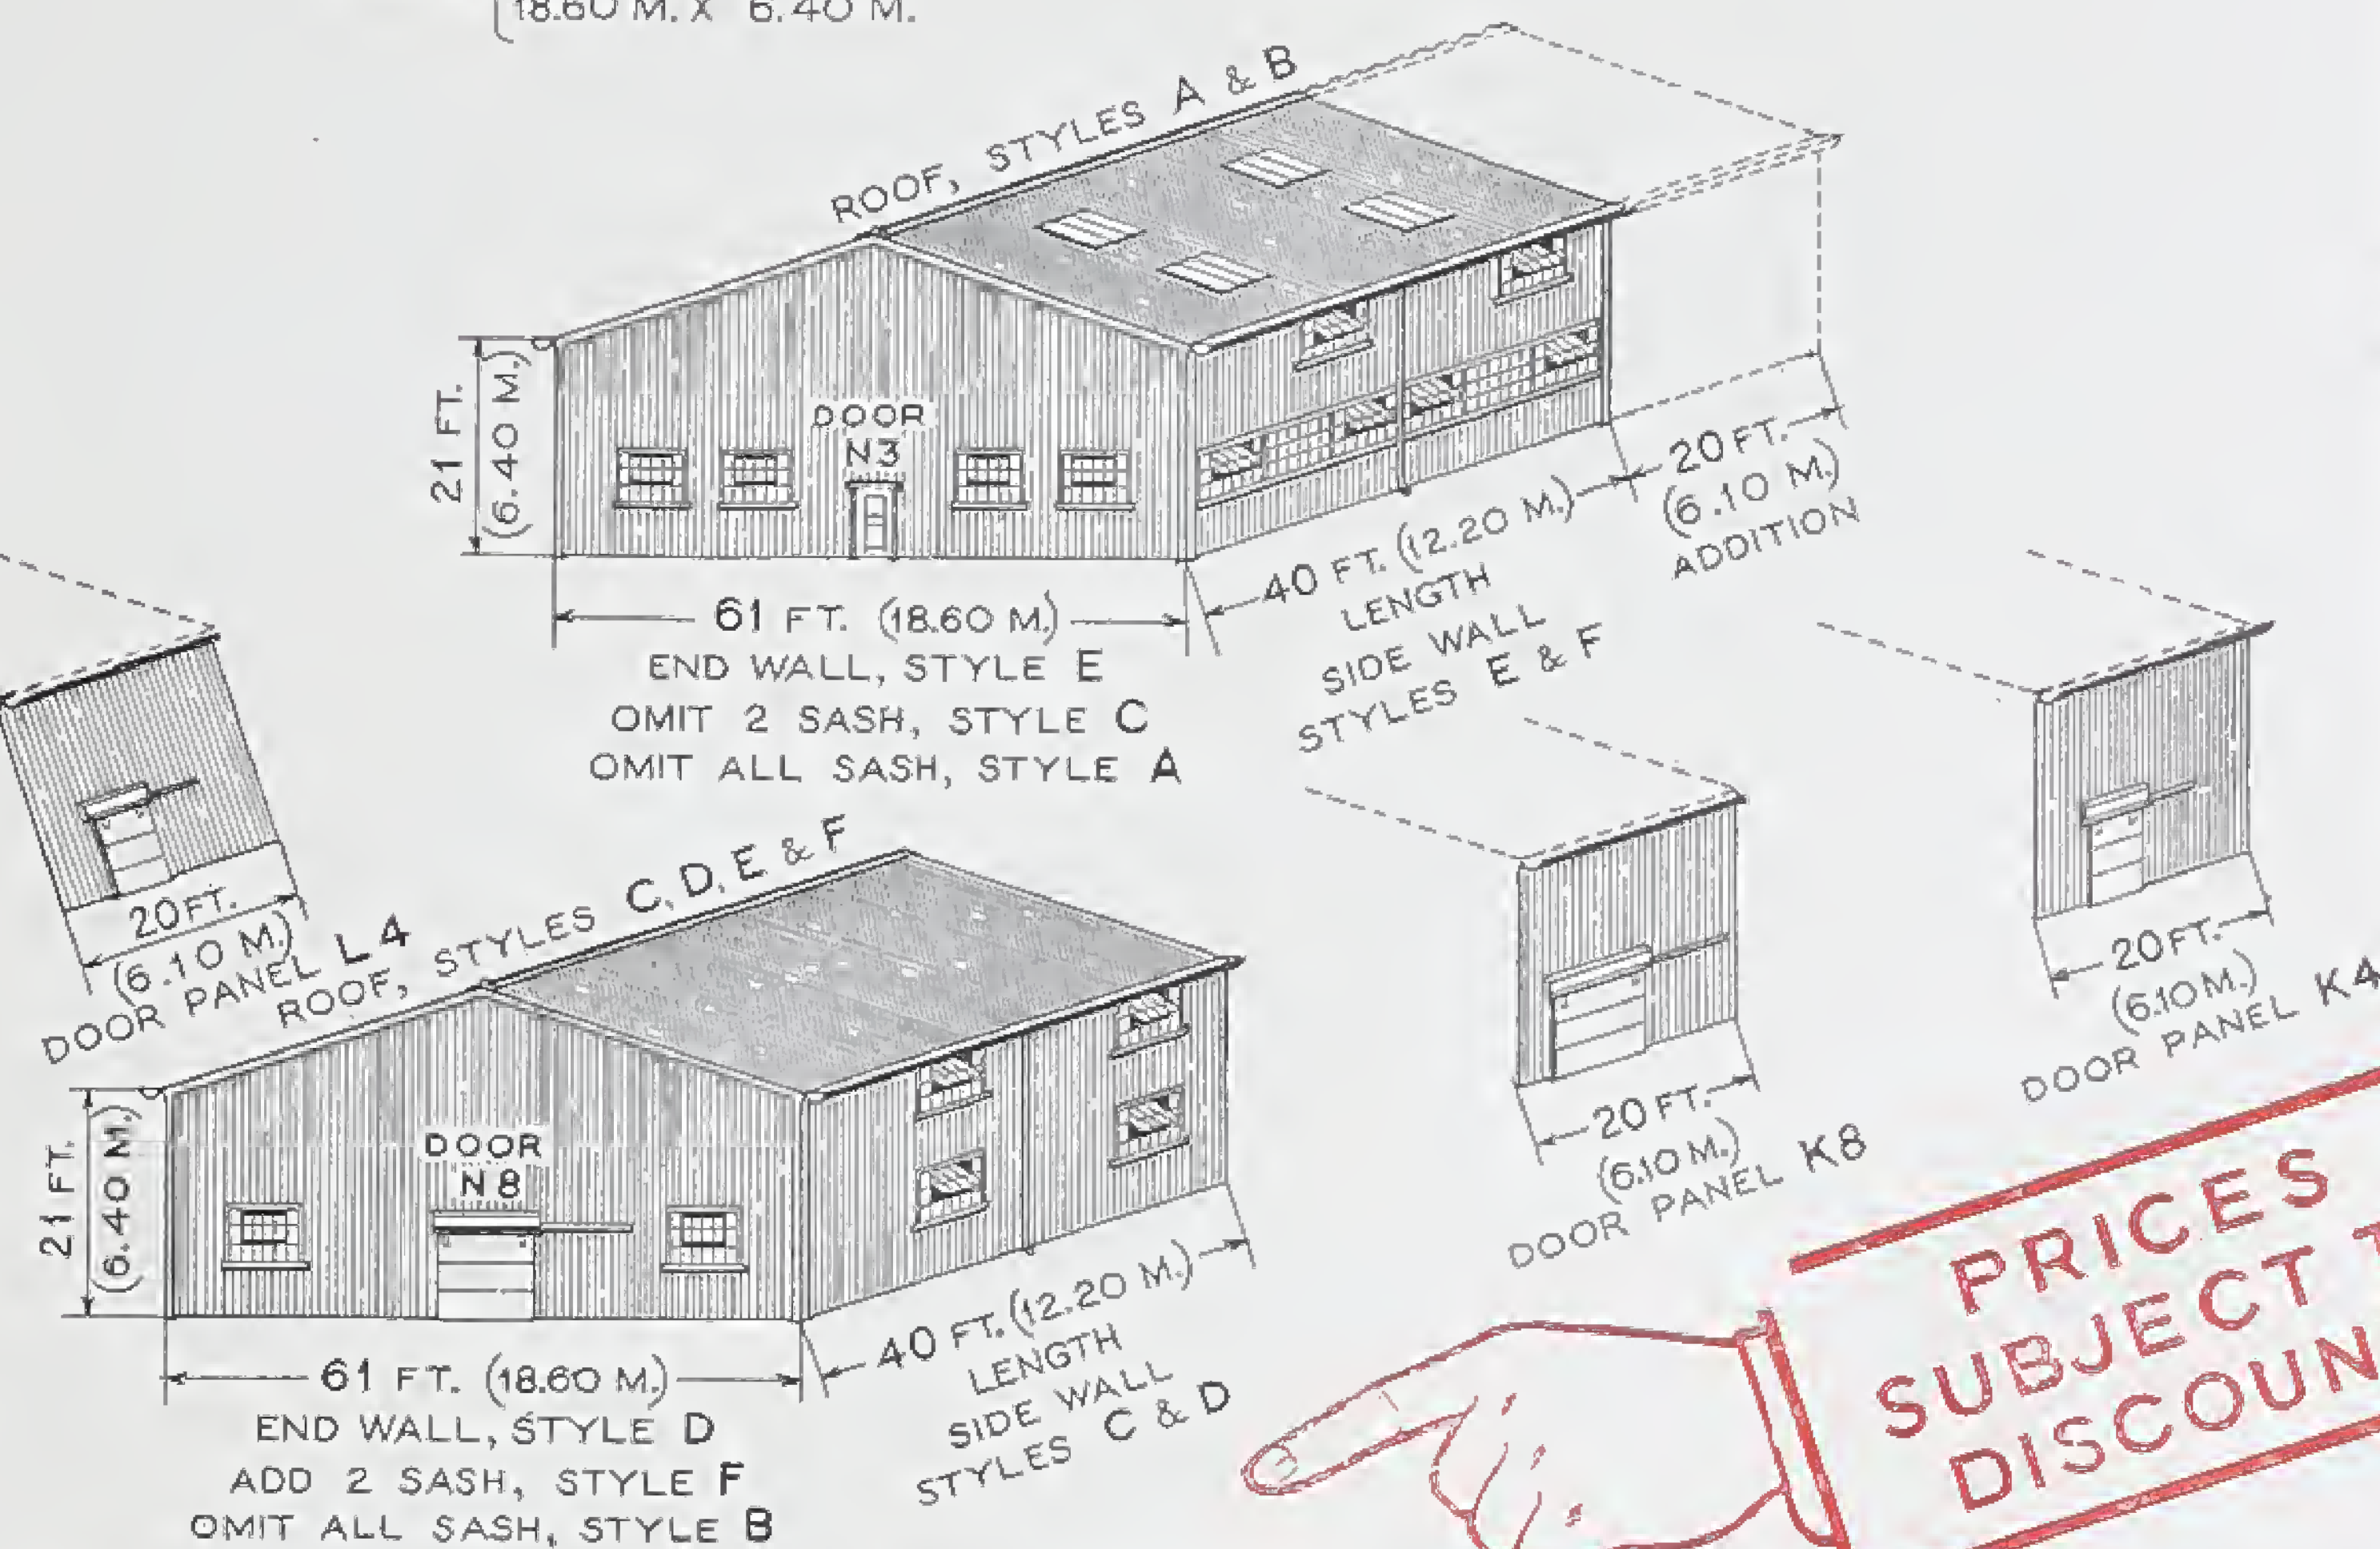 18.60 M. X 6.40 M.
ROOF, STYLES A & B
21 FT.
(6.40 M.)
DOOR
N3
61 FT. (18.60 M.)
END WALL, STYLE E
OMIT 2 SASH, STYLE C
OMIT ALL SASH, STYLE A
40 FT. (12.20 M.)
LENGTH
SIDE WALL
STYLES E & F
20 FT.
(6.10 M.)
ADDITION
20 FT.
(6.10 M.)
DOOR PANEL L4
ROOF, STYLES C, D, E & F
21 FT.
(6.40 M.)
DOOR
N8
61 FT. (18.60 M.)
END WALL, STYLE D
ADD 2 SASH, STYLE F
OMIT ALL SASH, STYLE B
40 FT. (12.20 M.)
LENGTH
SIDE WALL
STYLES C & D
20 FT.
(6.10 M.)
DOOR PANEL K8
20 FT.
(6.10 M.)
DOOR PANEL K4
PRICES
SUBJECT
DISCOUN